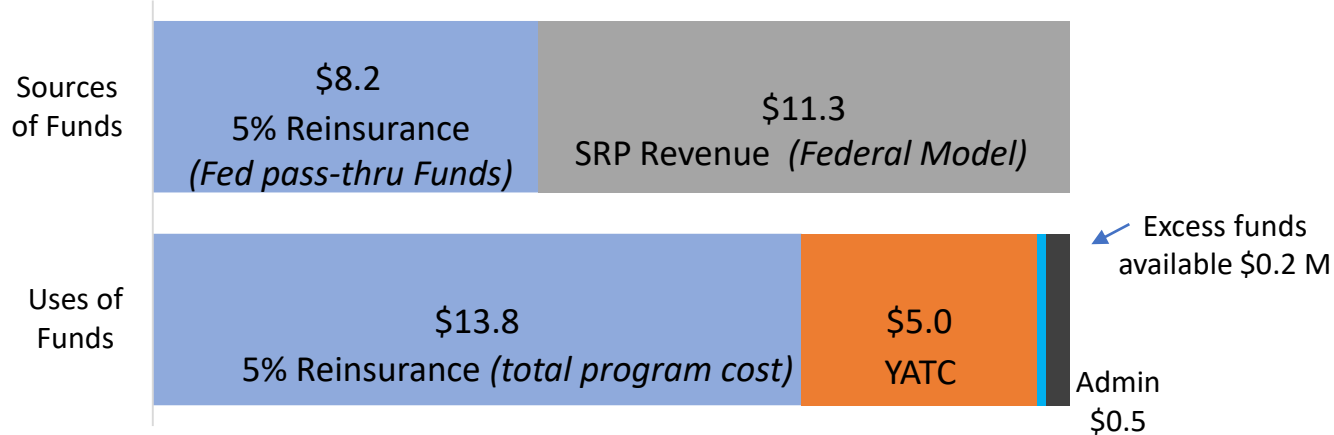 Sources
of Funds
$8.2
5% Reinsurance
(Fed pass-thru Funds)
$11.3
SRP Revenue (Federal Model)
Excess funds
available $0.2 M
Uses of
Funds
$13.8
5% Reinsurance (total program cost)
$5.0
YATC
Admin
$0.5